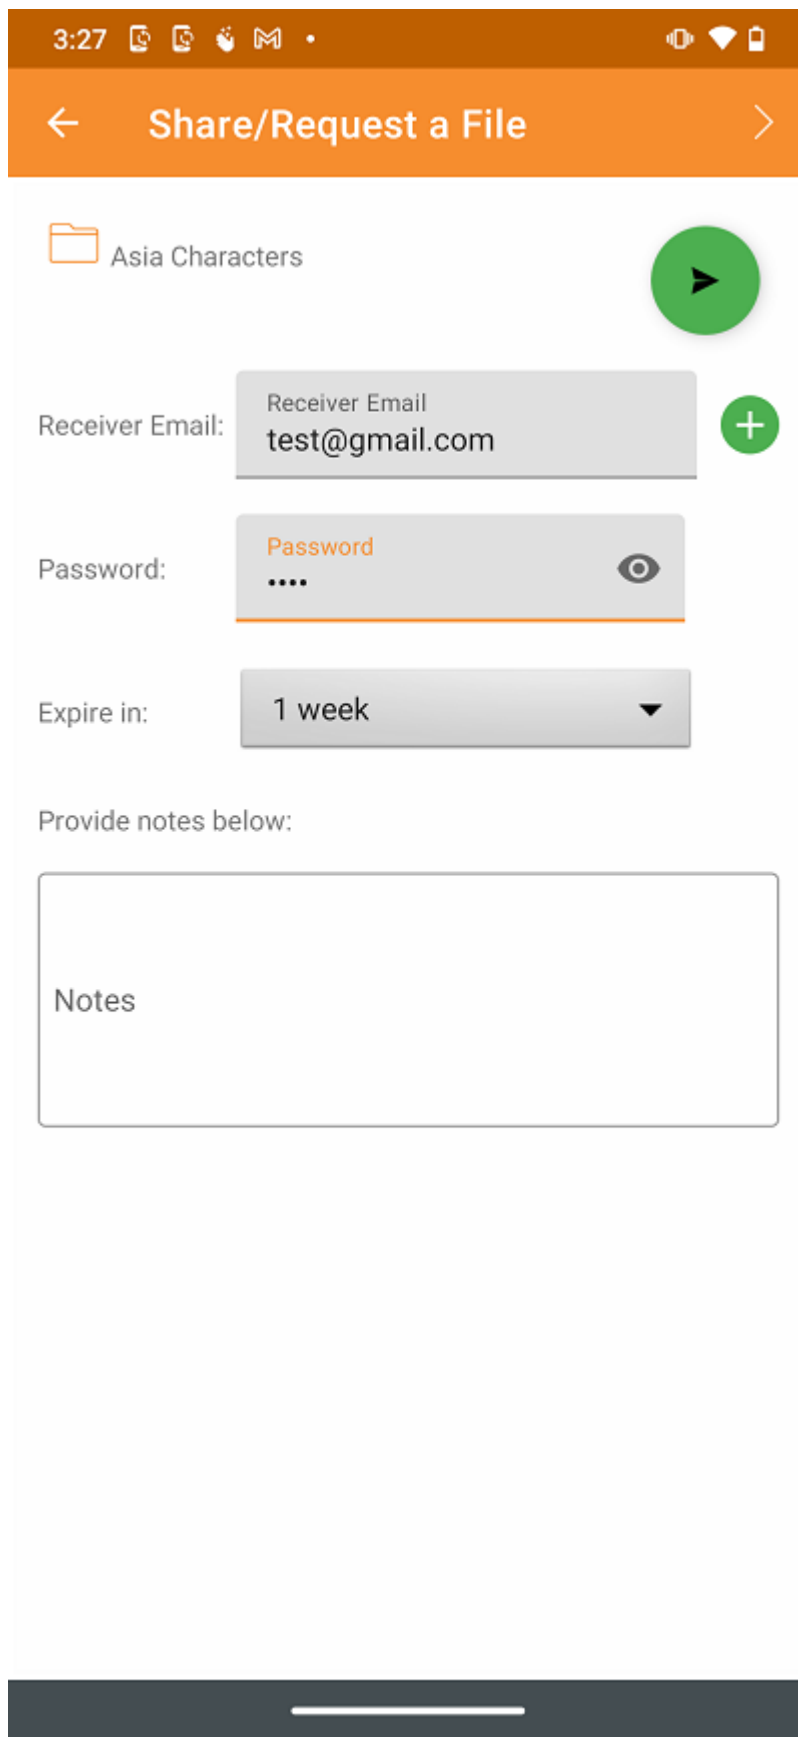 3:27
Share/Request a File
Asia Characters
Receiver Email:
Receiver Email
test@gmail.com
Password:
Password
••••
Expire in:
1 week
Provide notes below:
Notes